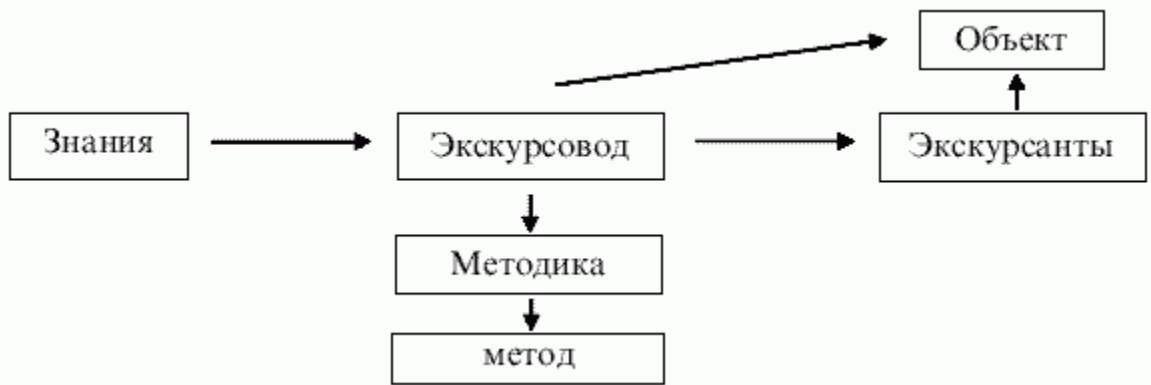 Объект
Знания
Экскурсовод
Экскурсанты
Методика
метод